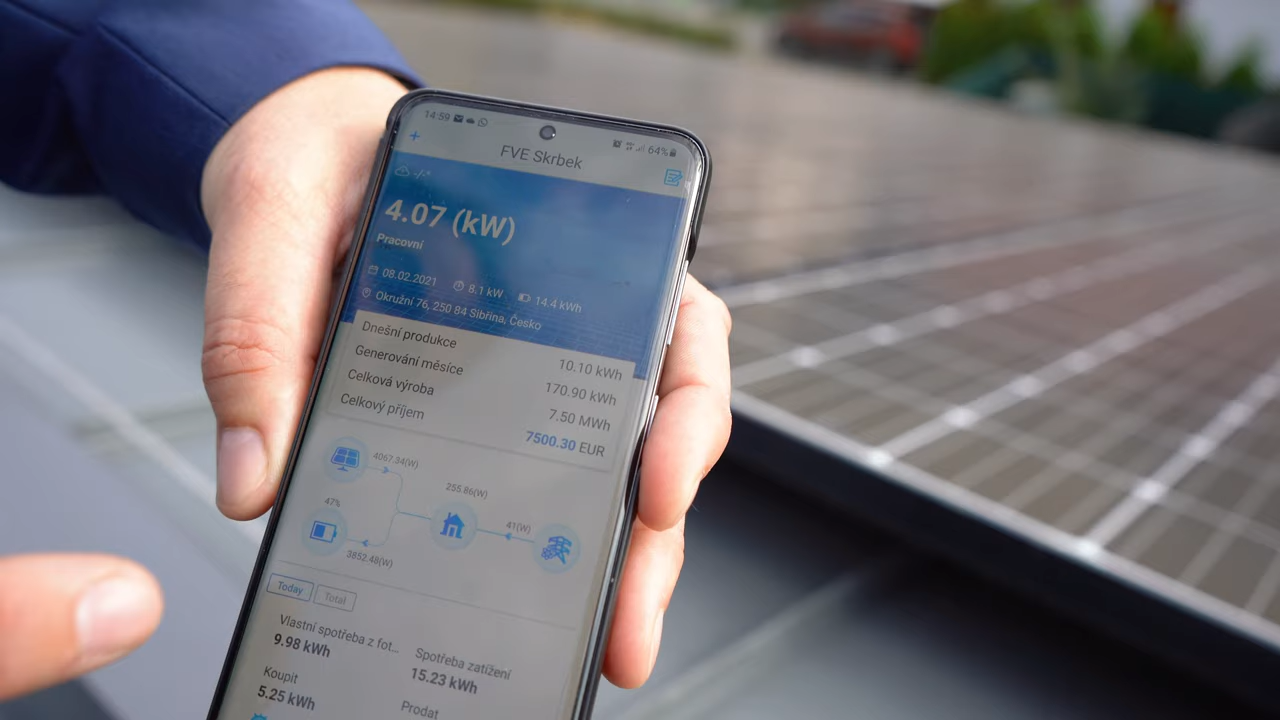 14:59
64%
FVE Skrbek
4.07 (kW)
Pracovní
08.02.2021 8.1 kW 14.4 kWh
Okružní 76, 250 84 Sibřina, Česko
Dnešní produkce 10.10 kWh
Generování měsíce 170.90 kWh
Celková výroba 7.50 MWh
Celkový příjem 7500.30 EUR
4067.34(W)
47%
255.86(W)
41(W)
3852.48(W)
Today Total
Vlastní spotřeba z fot...
9.98 kWh
Spotřeba zatížení
15.23 kWh
Koupit
5.25 kWh
Prodat